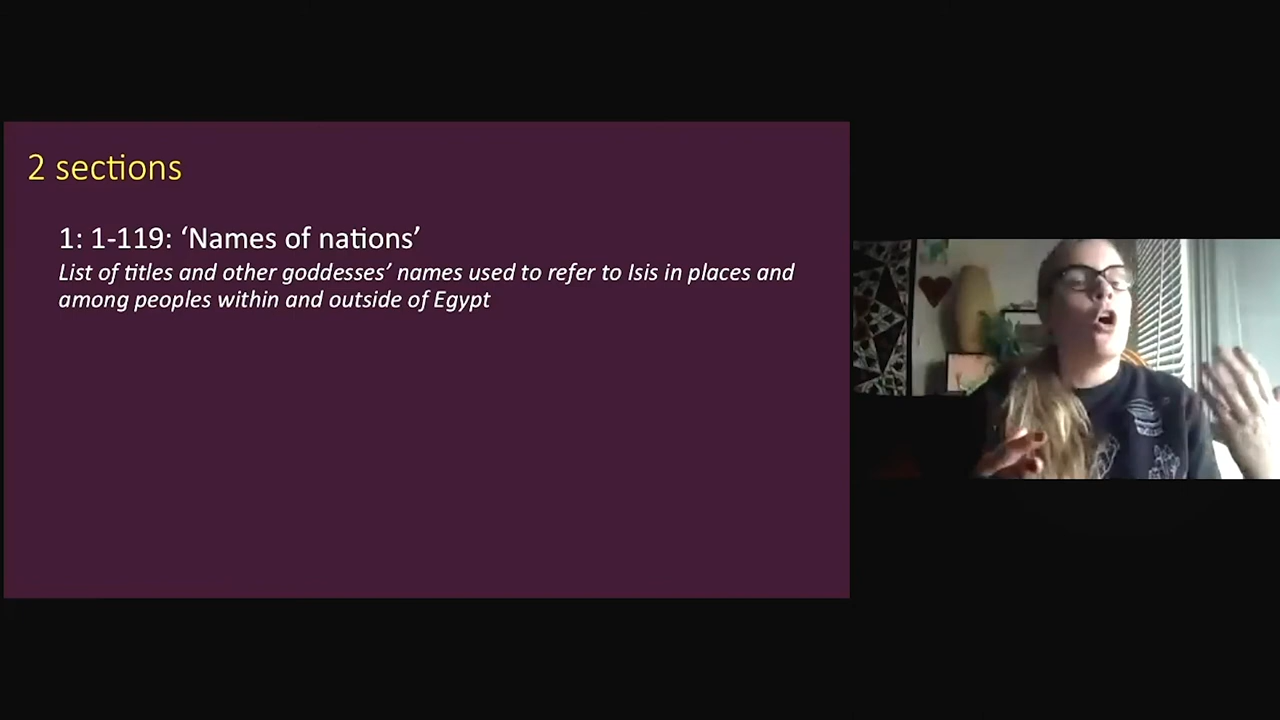 2 sections
1: 1-119: ‘Names of nations’
List of titles and other goddesses’ names used to refer to Isis in places and
among peoples within and outside of Egypt